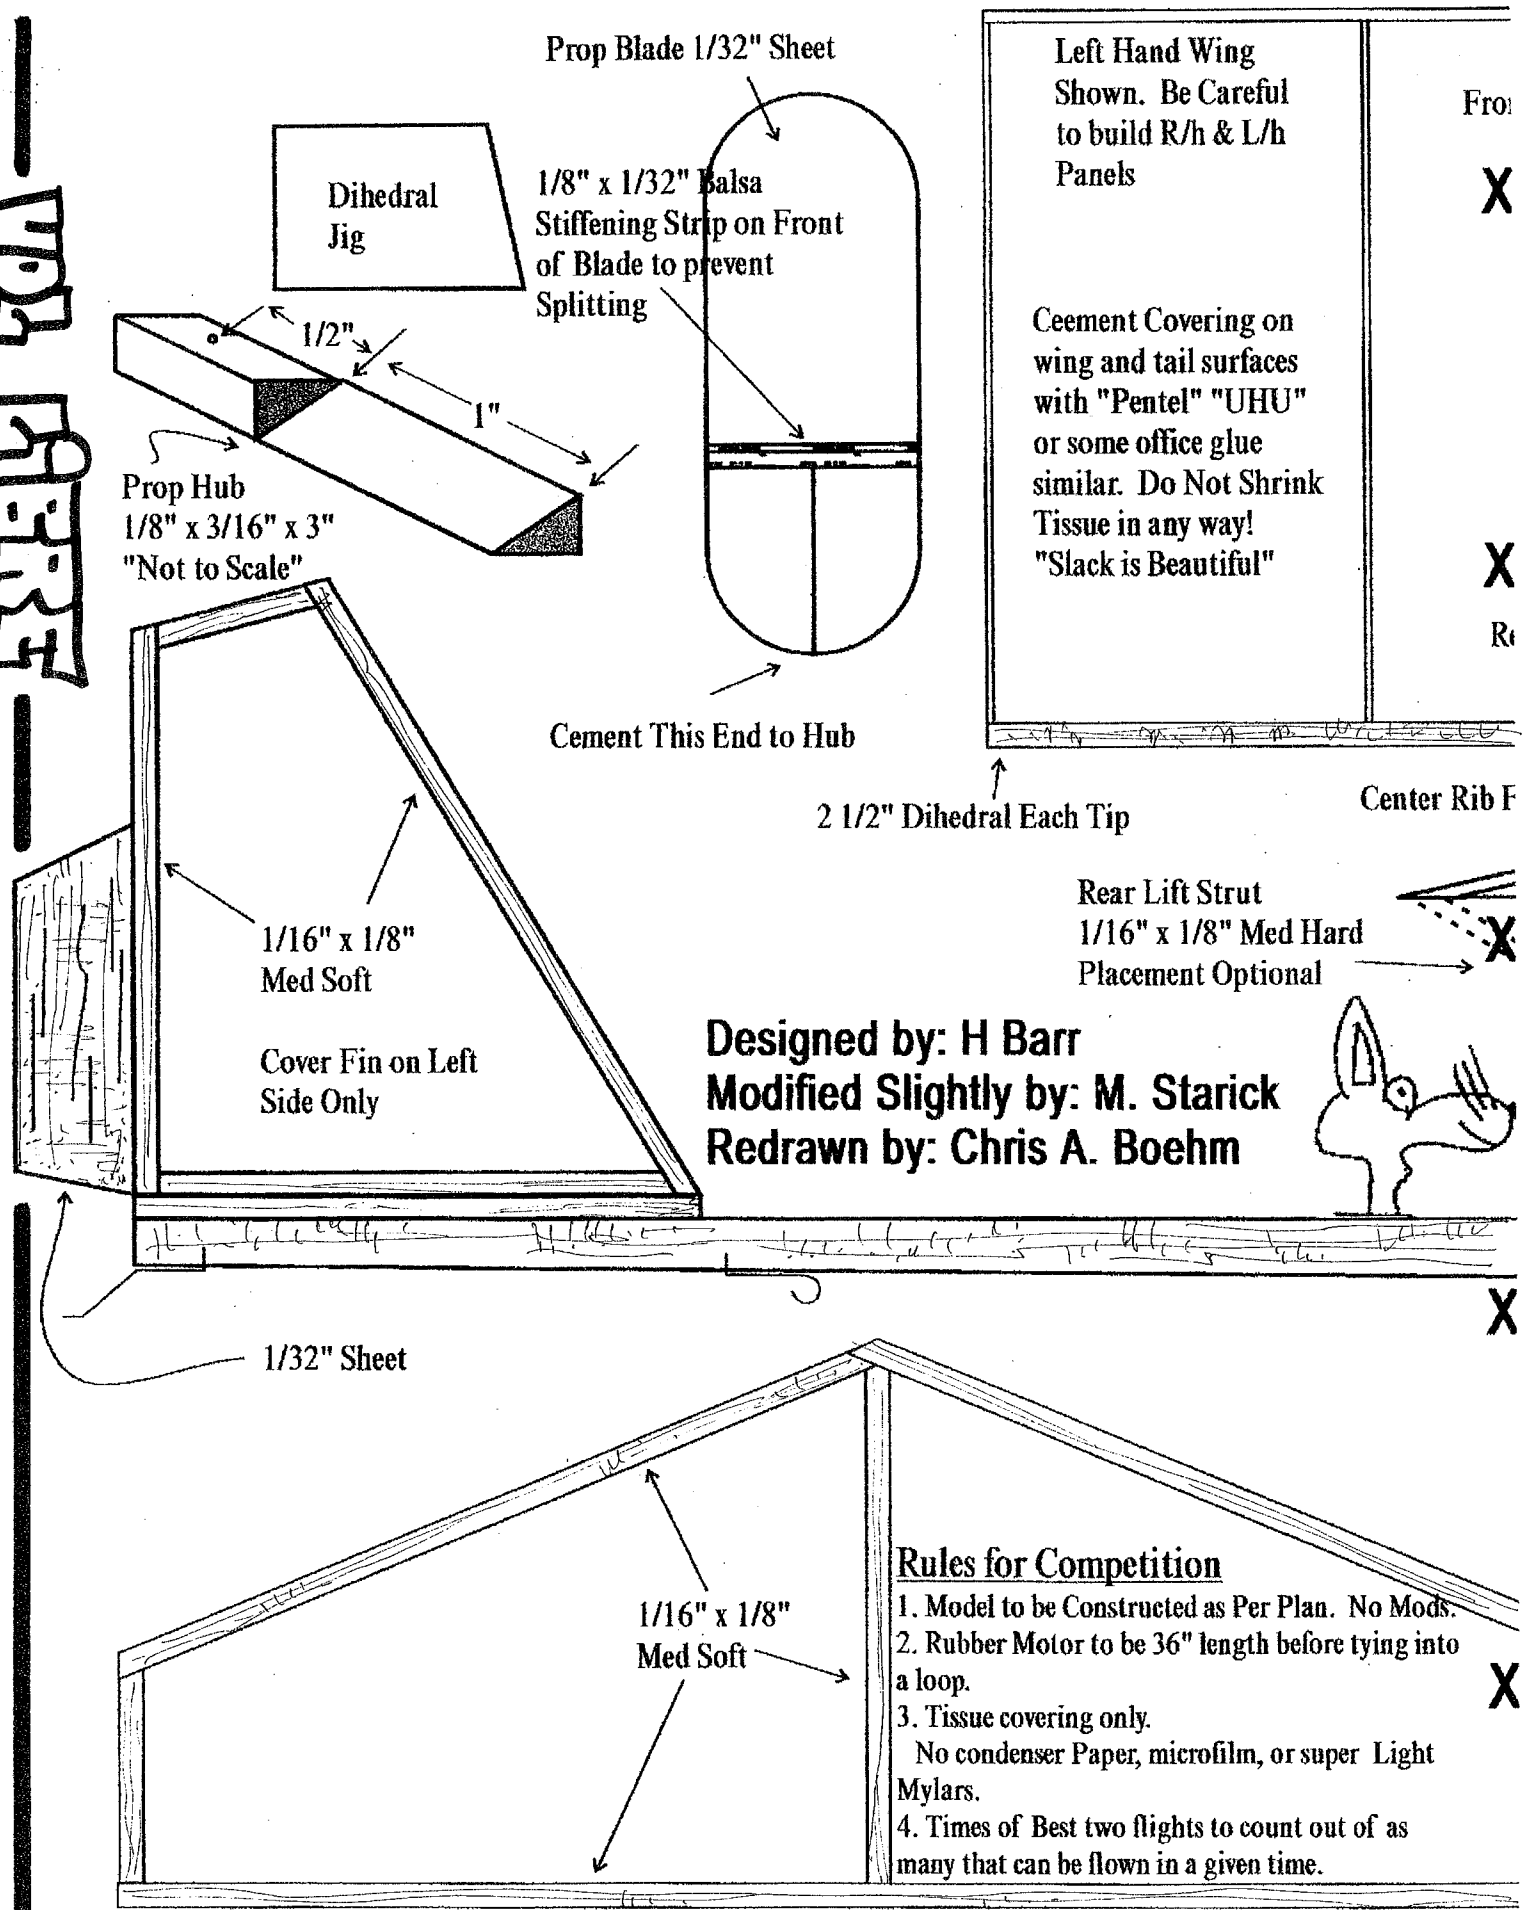 Prop Blade 1/32" Sheet
Left Hand Wing
Shown. Be Careful
to build R/h & L/h
Panels
X
Dihedral
Jig
1/8" x 1/32" Balsa
Stiffening Strip on Front
of Blade to prevent
Splitting
1/2"
1"
Ceement Covering on
wing and tail surfaces
with "Pentel" "UHU"
or some office glue
similar. Do Not Shrink
Tissue in any way!
"Slack is Beautiful"
X
Prop Hub
1/8" x 3/16" x 3"
"Not to Scale"
Cement This End to Hub
2 1/2" Dihedral Each Tip
Center Rib
Rear Lift Strut
1/16" x 1/8" Med Hard
Placement Optional
X
1/16" x 1/8"
Med Soft
Cover Fin on Left
Side Only
Designed by: H Barr
Modified Slightly by: M. Starick
Redrawn by: Chris A. Boehm
X
1/32" Sheet
1/16" x 1/8"
Med Soft
Rules for Competition
1. Model to be Constructed as Per Plan. No Mods.
2. Rubber Motor to be 36" length before tying into
a loop.
X
3. Tissue covering only.
No condenser Paper, microfilm, or super Light
Mylars.
4. Times of Best two flights to count out of as
many that can be flown in a given time.